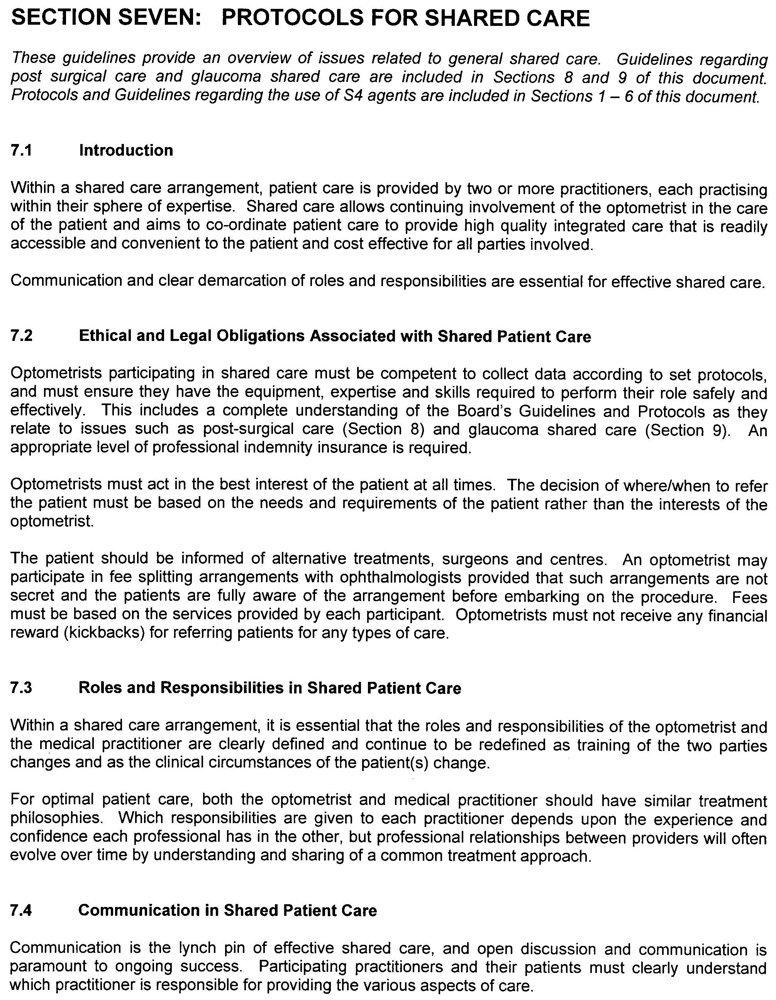 SECTION SEVEN: PROTOCOLS FOR SHARED CARE
These guidelines provide an overview of issues related to general shared care. Guidelines regarding
post surgical care and glaucoma shared care are included in Sections 8 and 9 of this document.
Protocols and Guidelines regarding the use of S4 agents are included in Sections 1 – 6 of this document.
7.1 Introduction
Within a shared care arrangement, patient care is provided by two or more practitioners, each practising
within their sphere of expertise. Shared care allows continuing involvement of the optometrist in the care
of the patient and aims to co-ordinate patient care to provide high quality integrated care that is readily
accessible and convenient to the patient and cost effective for all parties involved.
Communication and clear demarcation of roles and responsibilities are essential for effective shared care.
7.2 Ethical and Legal Obligations Associated with Shared Patient Care
Optometrists participating in shared care must be competent to collect data according to set protocols,
and must ensure they have the equipment, expertise and skills required to perform their role safely and
effectively. This includes a complete understanding of the Board's Guidelines and Protocols as they
relate to issues such as post-surgical care (Section 8) and glaucoma shared care (Section 9). An
appropriate level of professional indemnity insurance is required.
Optometrists must act in the best interest of the patient at all times. The decision of where/when to refer
the patient must be based on the needs and requirements of the patient rather than the interests of the
optometrist.
The patient should be informed of alternative treatments, surgeons and centres. An optometrist may
participate in fee splitting arrangements with ophthalmologists provided that such arrangements are not
secret and the patients are fully aware of the arrangement before embarking on the procedure. Fees
must be based on the services provided by each participant. Optometrists must not receive any financial
reward (kickbacks) for referring patients for any types of care.
7.3 Roles and Responsibilities in Shared Patient Care
Within a shared care arrangement, it is essential that the roles and responsibilities of the optometrist and
the medical practitioner are clearly defined and continue to be redefined as training of the two parties
changes and as the clinical circumstances of the patient(s) change.
For optimal patient care, both the optometrist and medical practitioner should have similar treatment
philosophies. Which responsibilities are given to each practitioner depends upon the experience and
confidence each professional has in the other, but professional relationships between providers will often
evolve over time by understanding and sharing of a common treatment approach.
7.4 Communication in Shared Patient Care
Communication is the lynch pin of effective shared care, and open discussion and communication is
paramount to ongoing success. Participating practitioners and their patients must clearly understand
which practitioner is responsible for providing the various aspects of care.